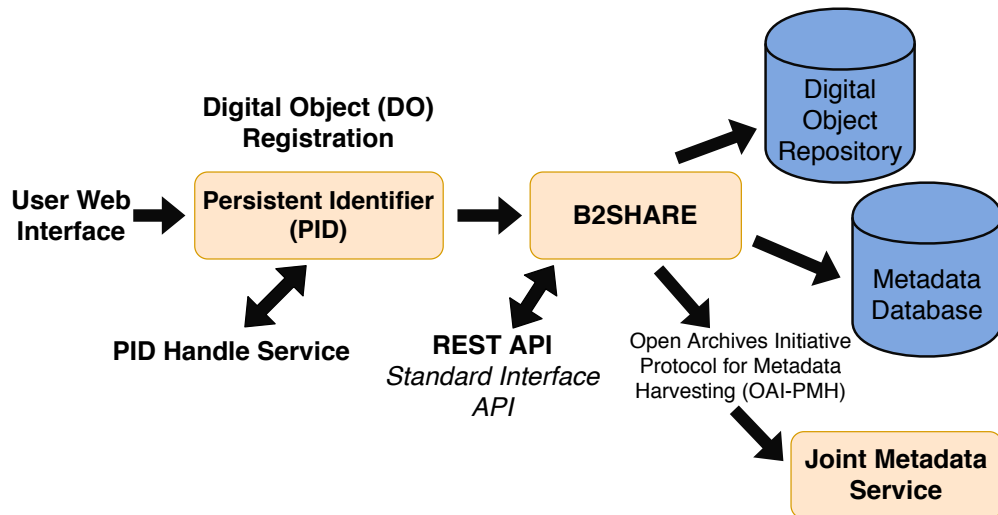 Digital Object (DO)
Registration
User Web
Interface
Persistent Identifier
(PID)
B2SHARE
Digital
Object
Repository
Metadata
Database
PID Handle Service
REST API
Standard Interface
API
Open Archives Initiative
Protocol for Metadata
Harvesting (OAI-PMH)
Joint Metadata
Service